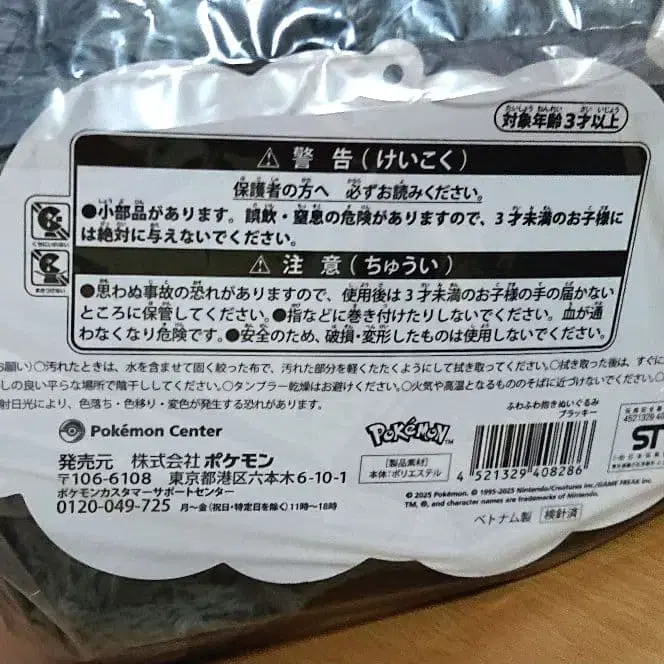 対象年齢3才以上
⚠ 警告(けいこく)
保護者の方へ 必ずお読みください。
●小部品があります。誤飲・窒息の危険がありますので、3才未満のお子様に
は絶対に与えないでください。
くちにいれない
まきつけない
⚠ 注意(ちゅうい)
●思わぬ事故の恐れがありますので、使用後は3才未満のお子様の手の届かない
ところに保管してください。●指などに巻き付けたりしないでください。血が通
わなくなり危険です。●安全のため、破損・変形したものは使用しないでください。
お願い)○汚れたときは、水を含ませて固く絞った布で、汚れた部分を軽くたたくようにして拭き取ってください。○拭き取った後は、すぐに
しの良い平らな場所で陰干ししてください。○タンブラー乾燥はお避けください。○火気や高温となるもののそばに近づけないでください。
射日光により、色落ち・色移り・変色が発生する恐れがあります。
Pokémon Center
発売元 株式会社ポケモン
〒106-6108 東京都港区六本木6-10-1
ポケモンカスタマーサポートセンター
0120-049-725 月~金(祝日・特定日を除く)11時~18時
POKéMON™
[製品素材]
本体:ポリエステル
ふわふわ抱きぬいぐるみ
ブラッキー
4 521329 408286
© 2025 Pokémon. © 1995-2025 Nintendo/Creatures Inc./GAME FREAK inc.
TM, ®, and character names are trademarks of Nintendo.
ベトナム製 検針済
4521329 40
ST